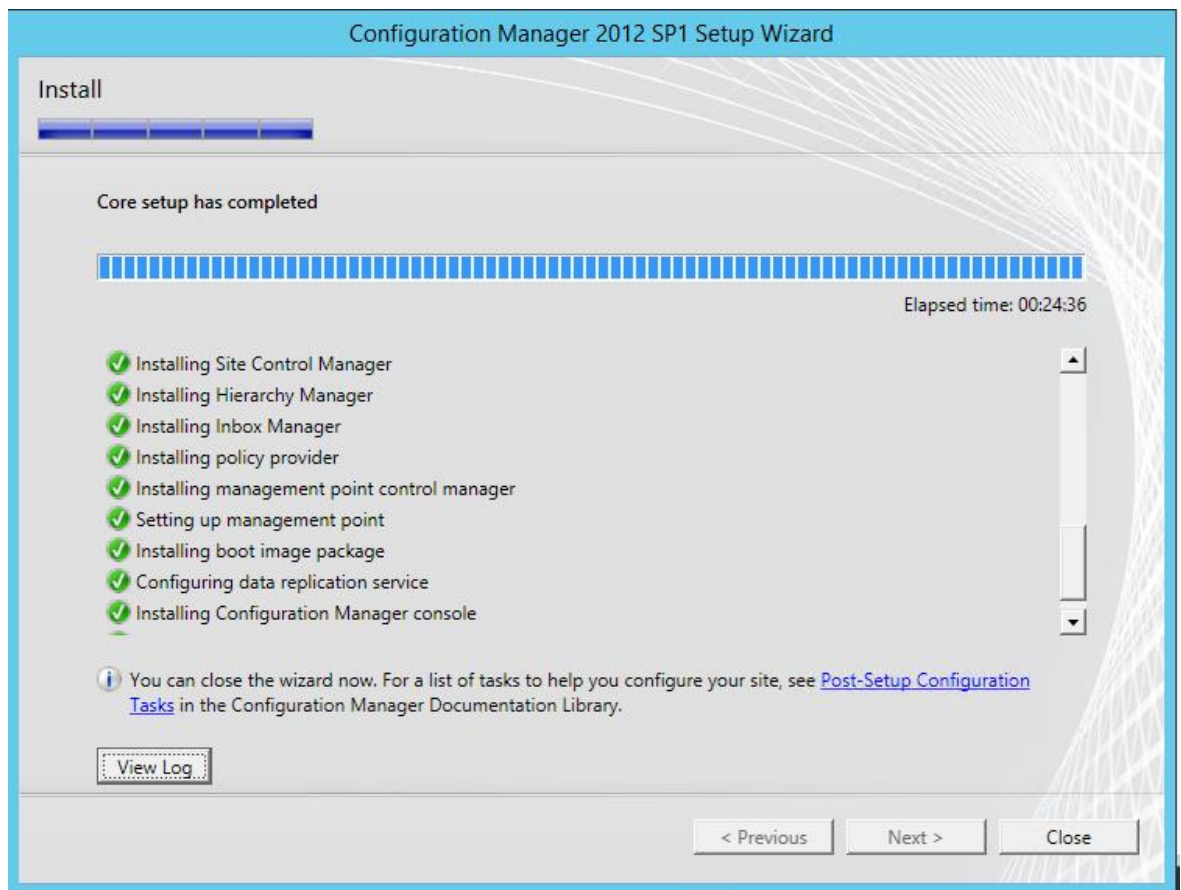 Configuration Manager 2012 SP1 Setup Wizard
Install
Core setup has completed
Elapsed time: 00:24:36
Installing Site Control Manager
Installing Hierarchy Manager
Installing Inbox Manager
Installing policy provider
Installing management point control manager
Setting up management point
Installing boot image package
Configuring data replication service
Installing Configuration Manager console
You can close the wizard now. For a list of tasks to help you configure your site, see Post-Setup Configuration
Tasks in the Configuration Manager Documentation Library.
View Log
< Previous
Next >
Close